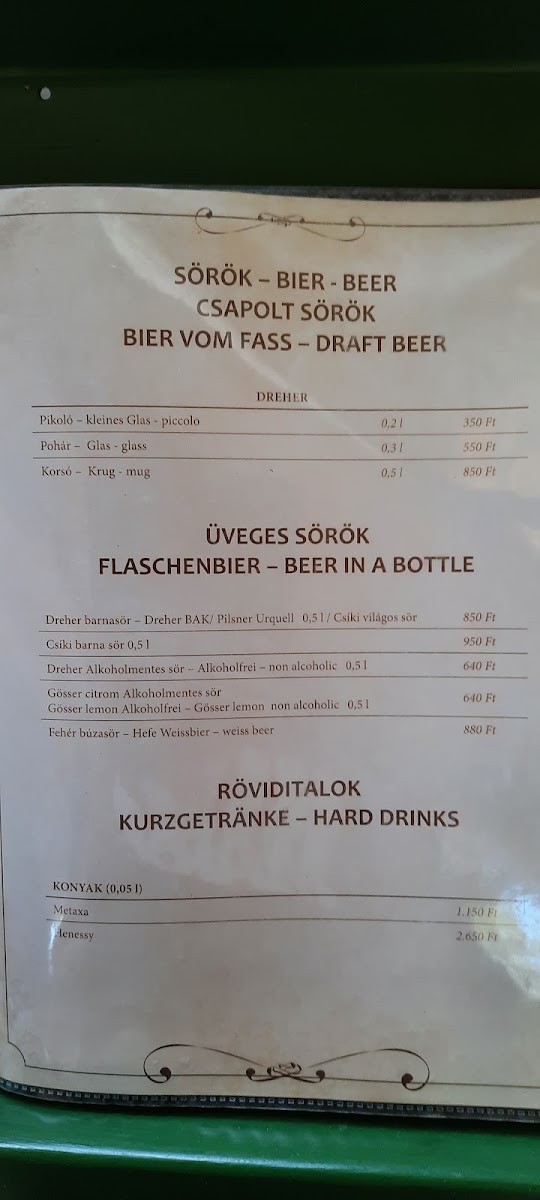 SÖRÖK – BIER - BEER
CSAPOLT SÖRÖK
BIER VOM FASS – DRAFT BEER
DREHER
Pikoló – kleines Glas - piccolo 0,2 l 350 Ft
Pohár – Glas - glass 0,3 l 550 Ft
Korsó – Krug - mug 0,5 l 850 Ft
ÜVEGES SÖRÖK
FLASCHENBIER – BEER IN A BOTTLE
Dreher barnasör – Dreher BAK/ Pilsner Urquell 0,5 l / Csíki világos sör 850 Ft
Csíki barna sör 0,5 l 950 Ft
Dreher Alkoholmentes sör – Alkoholfrei – non alcoholic 0,5 l 640 Ft
Gösser citrom Alkoholmentes sör
Gösser lemon Alkoholfrei – Gösser lemon non alcoholic 0,5 l 640 Ft
Fehér búzasör – Hefe Weissbier – weiss beer 880 Ft
RÖVIDITALOK
KURZGETRÄNKE – HARD DRINKS
KONYAK (0,05 l)
Metaxa 1.150 Ft
Henessy 2.650 Ft